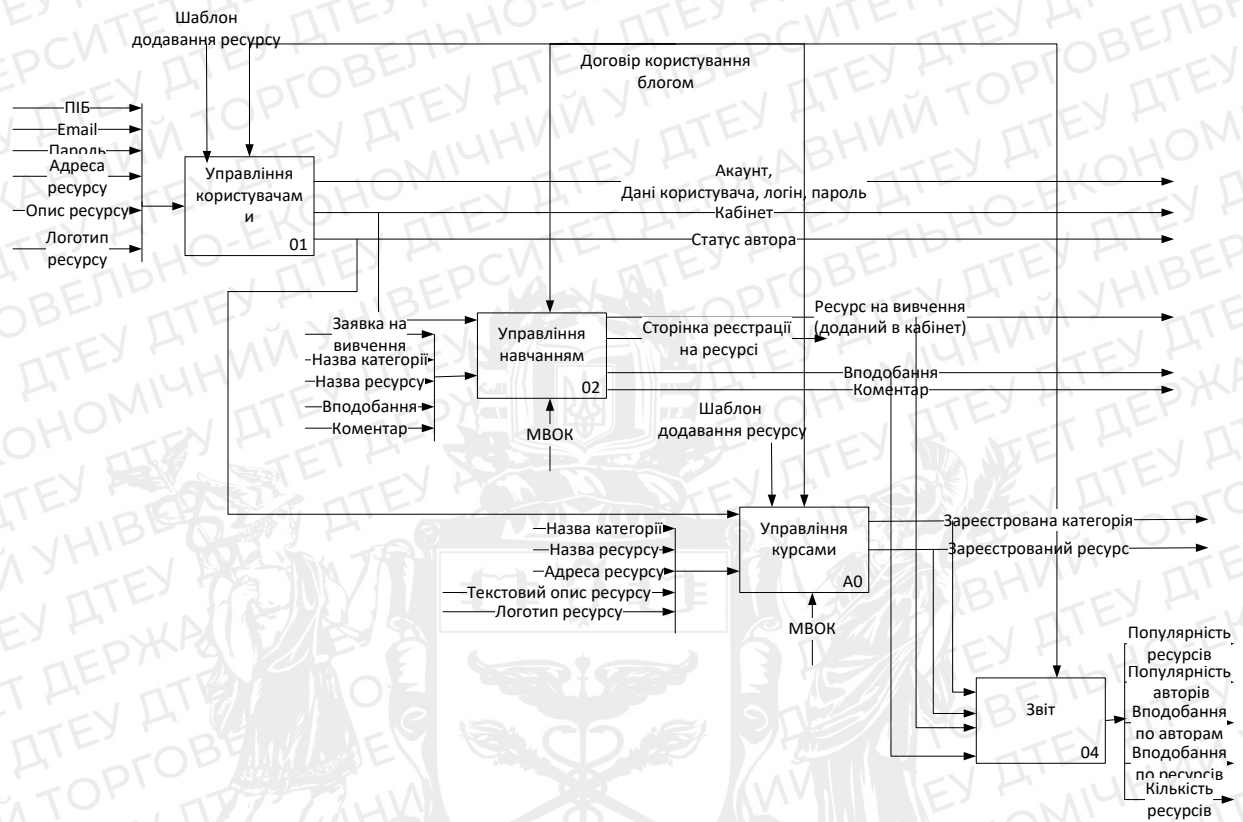 Шаблон
додавання ресурсу
Договір користування
блогом
ПІБ
Email
Пароль
Адреса
ресурсу
Опис ресурсу
Логотип
ресурсу
Управління
користувачам
и
01
Акаунт,
Дані користувача, логін, пароль
Кабінет
Статус автора
Заявка на
вивчення
Назва категорії
Назва ресурсу
Вподобання
Коментар
Управління
навчанням
02
МВОК
Ресурс на вивчення
(доданий в кабінет)
Сторінка реєстрації
на ресурсі
Вподобання
Коментар
Шаблон
додавання ресурсу
Назва категорії
Назва ресурсу
Адреса ресурсу
Текстовий опис ресурсу
Логотип ресурсу
Управління
курсами
A0
МВОК
Зареєстрована категорія
Зареєстрований ресурс
Звіт
04
Популярність
ресурсів
Популярність
авторів
Вподобання
по авторам
Вподобання
по ресурсів
Кількість
ресурсів